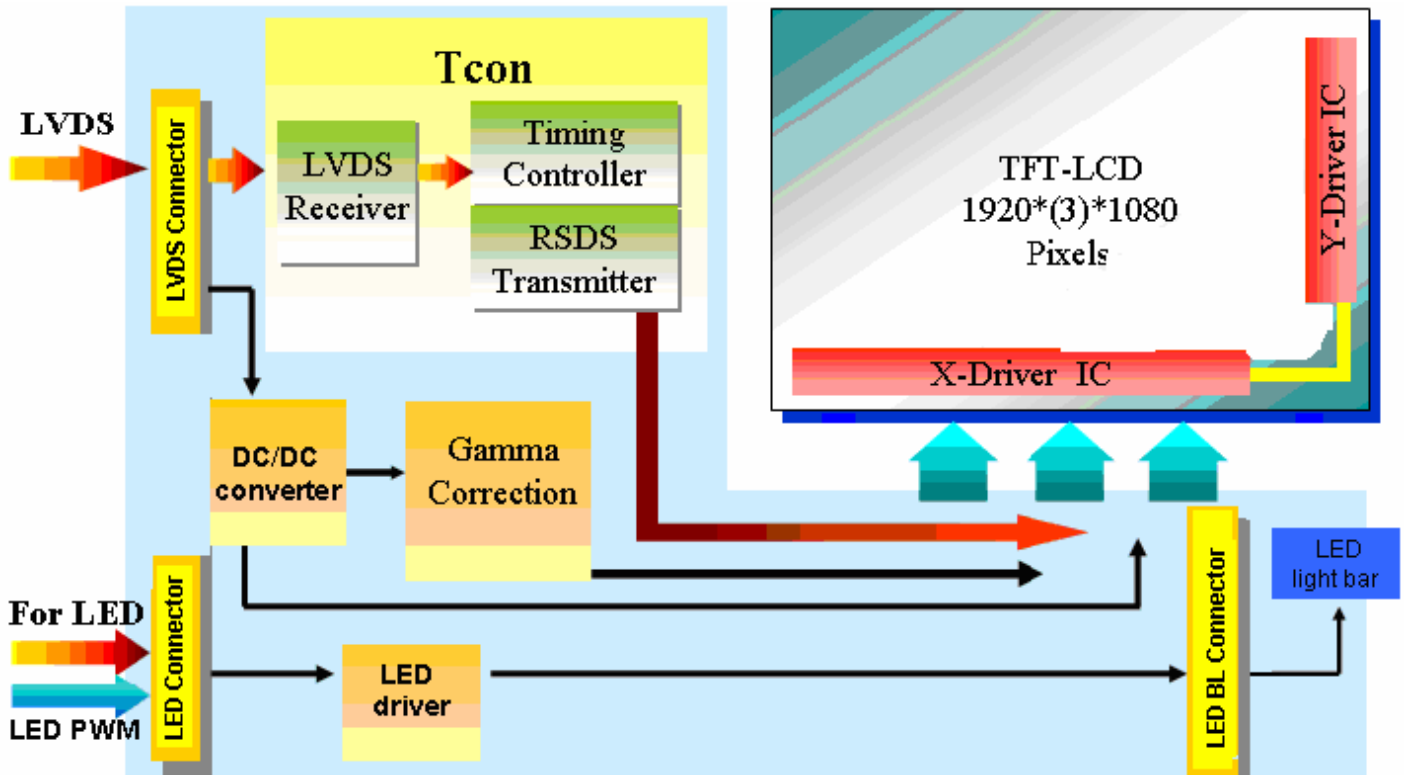 Tcon
LVDS
LVDS Connector
LVDS
Receiver
Timing
Controller
RSDS
Transmitter
TFT-LCD
1920*(3)*1080
Pixels
Y-Driver IC
X-Driver IC
DC/DC
converter
Gamma
Correction
For LED
LED PWM
LED Connector
LED
driver
LED BL Connector
LED
light bar